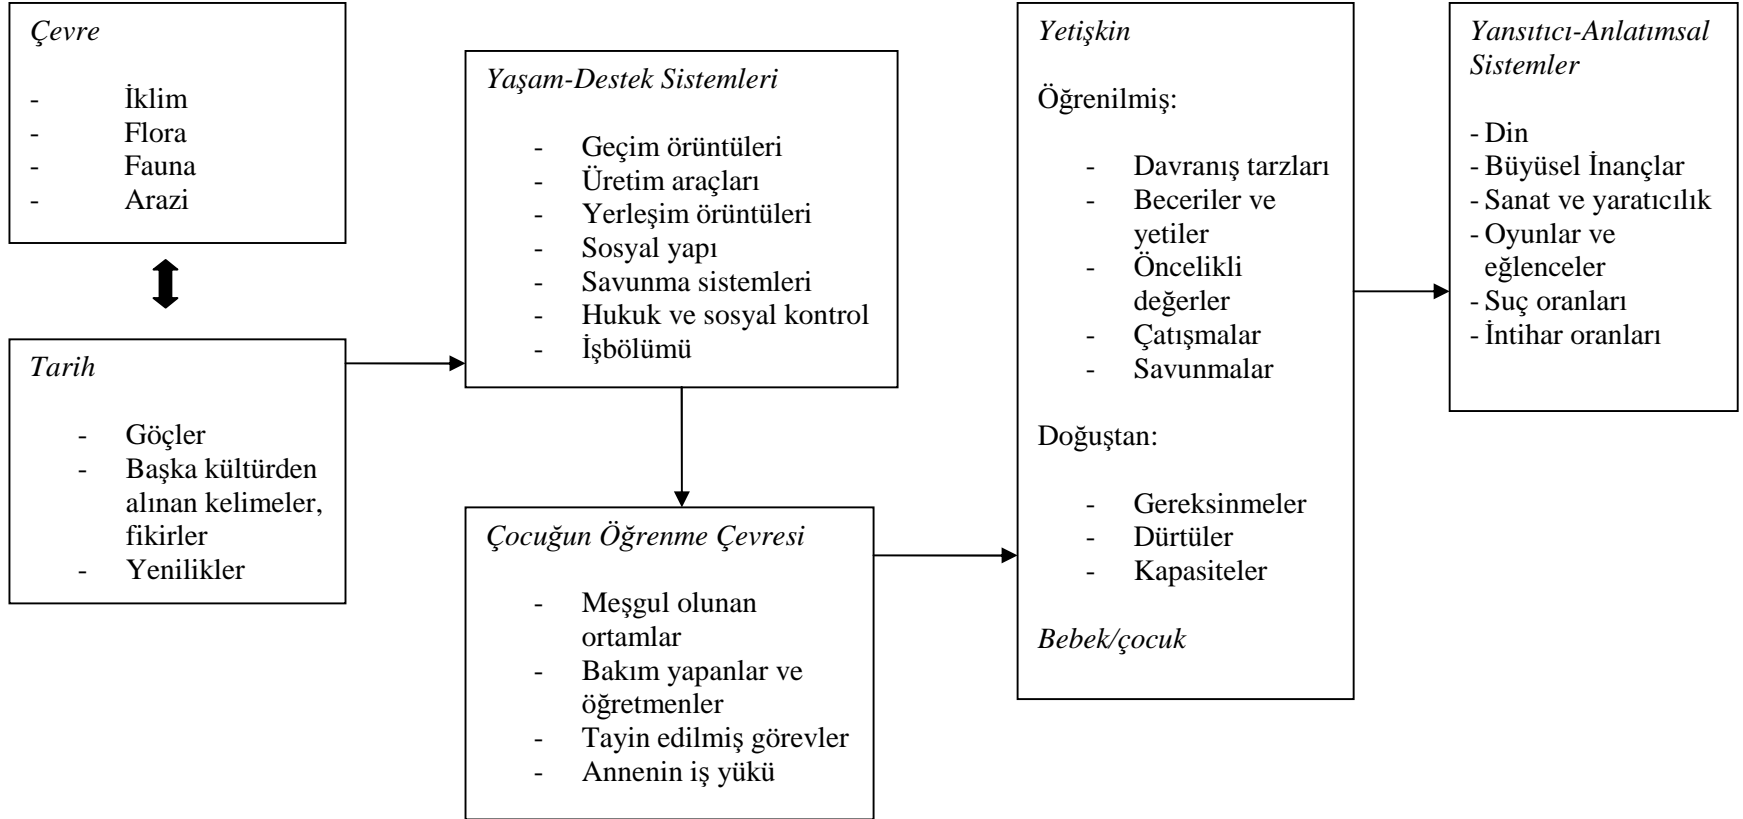 Çevre
- İklim
- Flora
- Fauna
- Arazi
Tarih
- Göçler
- Başka kültürden
alınan kelimeler,
fikirler
- Yenilikler
Yaşam-Destek Sistemleri
- Geçim örüntüleri
- Üretim araçları
- Yerleşim örüntüleri
- Sosyal yapı
- Savunma sistemleri
- Hukuk ve sosyal kontrol
- İşbölümü
Çocuğun Öğrenme Çevresi
- Meşgul olunan
ortamlar
- Bakım yapanlar ve
öğretmenler
- Tayin edilmiş görevler
- Annenin iş yükü
Yetişkin
Öğrenilmiş:
- Davranış tarzları
- Beceriler ve
yetiler
- Öncelikli
değerler
- Çatışmalar
- Savunmalar
Doğuştan:
- Gereksinmeler
- Dürtüler
- Kapasiteler
Bebek/çocuk
Yansıtıcı-Anlatımsal
Sistemler
- Din
- Büyüsel İnançlar
- Sanat ve yaratıcılık
- Oyunlar ve
eğlenceler
- Suç oranları
- İntihar oranları